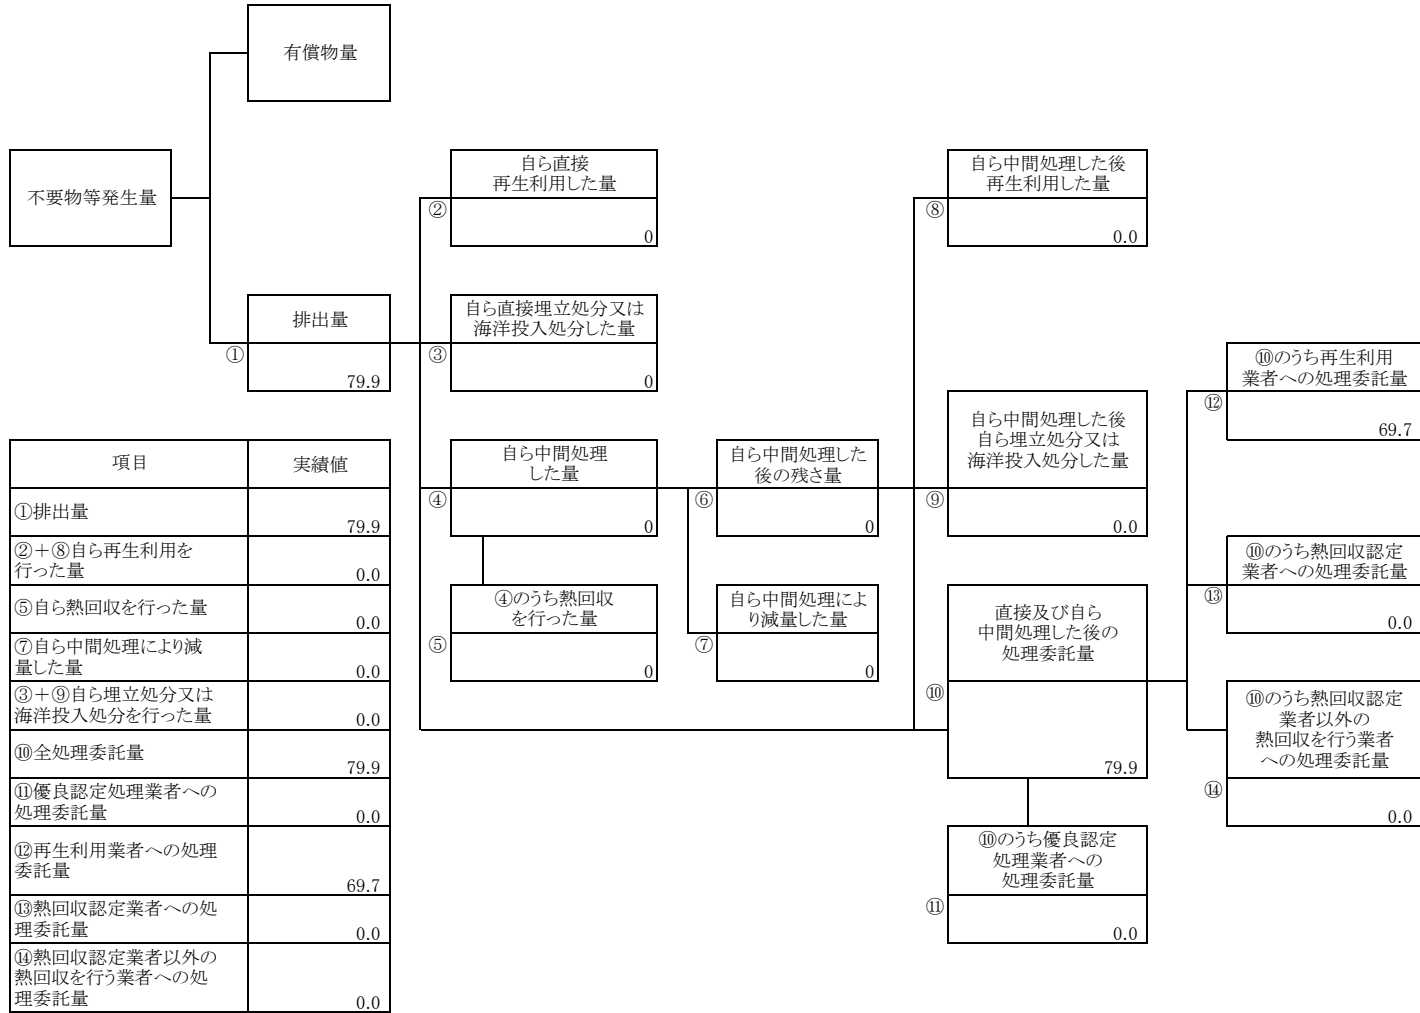 有償物量
不要物等発生量
自ら直接
再生利用した量
②
0
自ら中間処理した後
再生利用した量
⑧
0.0
排出量
①
79.9
自ら直接埋立処分又は
海洋投入処分した量
③
0
⑩のうち再生利用
業者への処理委託量
⑫
69.7
自ら中間処理
した量
④
0
自ら中間処理した
後の残さ量
⑥
0
自ら中間処理した後
自ら埋立処分又は
海洋投入処分した量
⑨
0.0
⑩のうち熱回収認定
業者への処理委託量
⑬
0.0
④のうち熱回収
を行った量
⑤
0
自ら中間処理によ
り減量した量
⑦
0
直接及び自ら
中間処理した後の
処理委託量
⑩
79.9
⑩のうち熱回収認定
業者以外の
熱回収を行う業者
への処理委託量
⑭
0.0
⑩のうち優良認定
処理業者への
処理委託量
⑪
0.0
項目 実績値
①排出量
79.9
②＋⑧自ら再生利用を
行った量
0.0
⑤自ら熱回収を行った量
0.0
⑦自ら中間処理により減
量した量
0.0
③＋⑨自ら埋立処分又は
海洋投入処分を行った量
0.0
⑩全処理委託量
79.9
⑪優良認定処理業者への
処理委託量
0.0
⑫再生利用業者への処理
委託量
69.7
⑬熱回収認定業者への処
理委託量
0.0
⑭熱回収認定業者以外の
熱回収を行う業者への処
理委託量
0.0